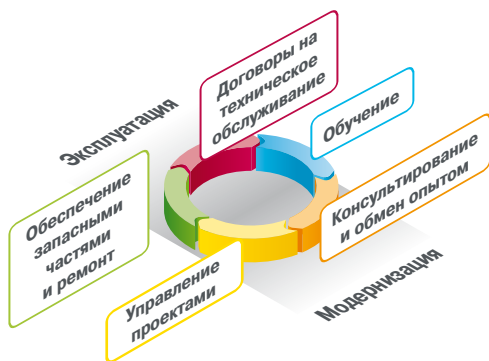 Эксплуатация
Договоры на
техническое
обслуживание
Обучение
Консультирование
и обмен опытом
Обеспечение
запасными
частями
и ремонт
Управление
проектами
Модернизация